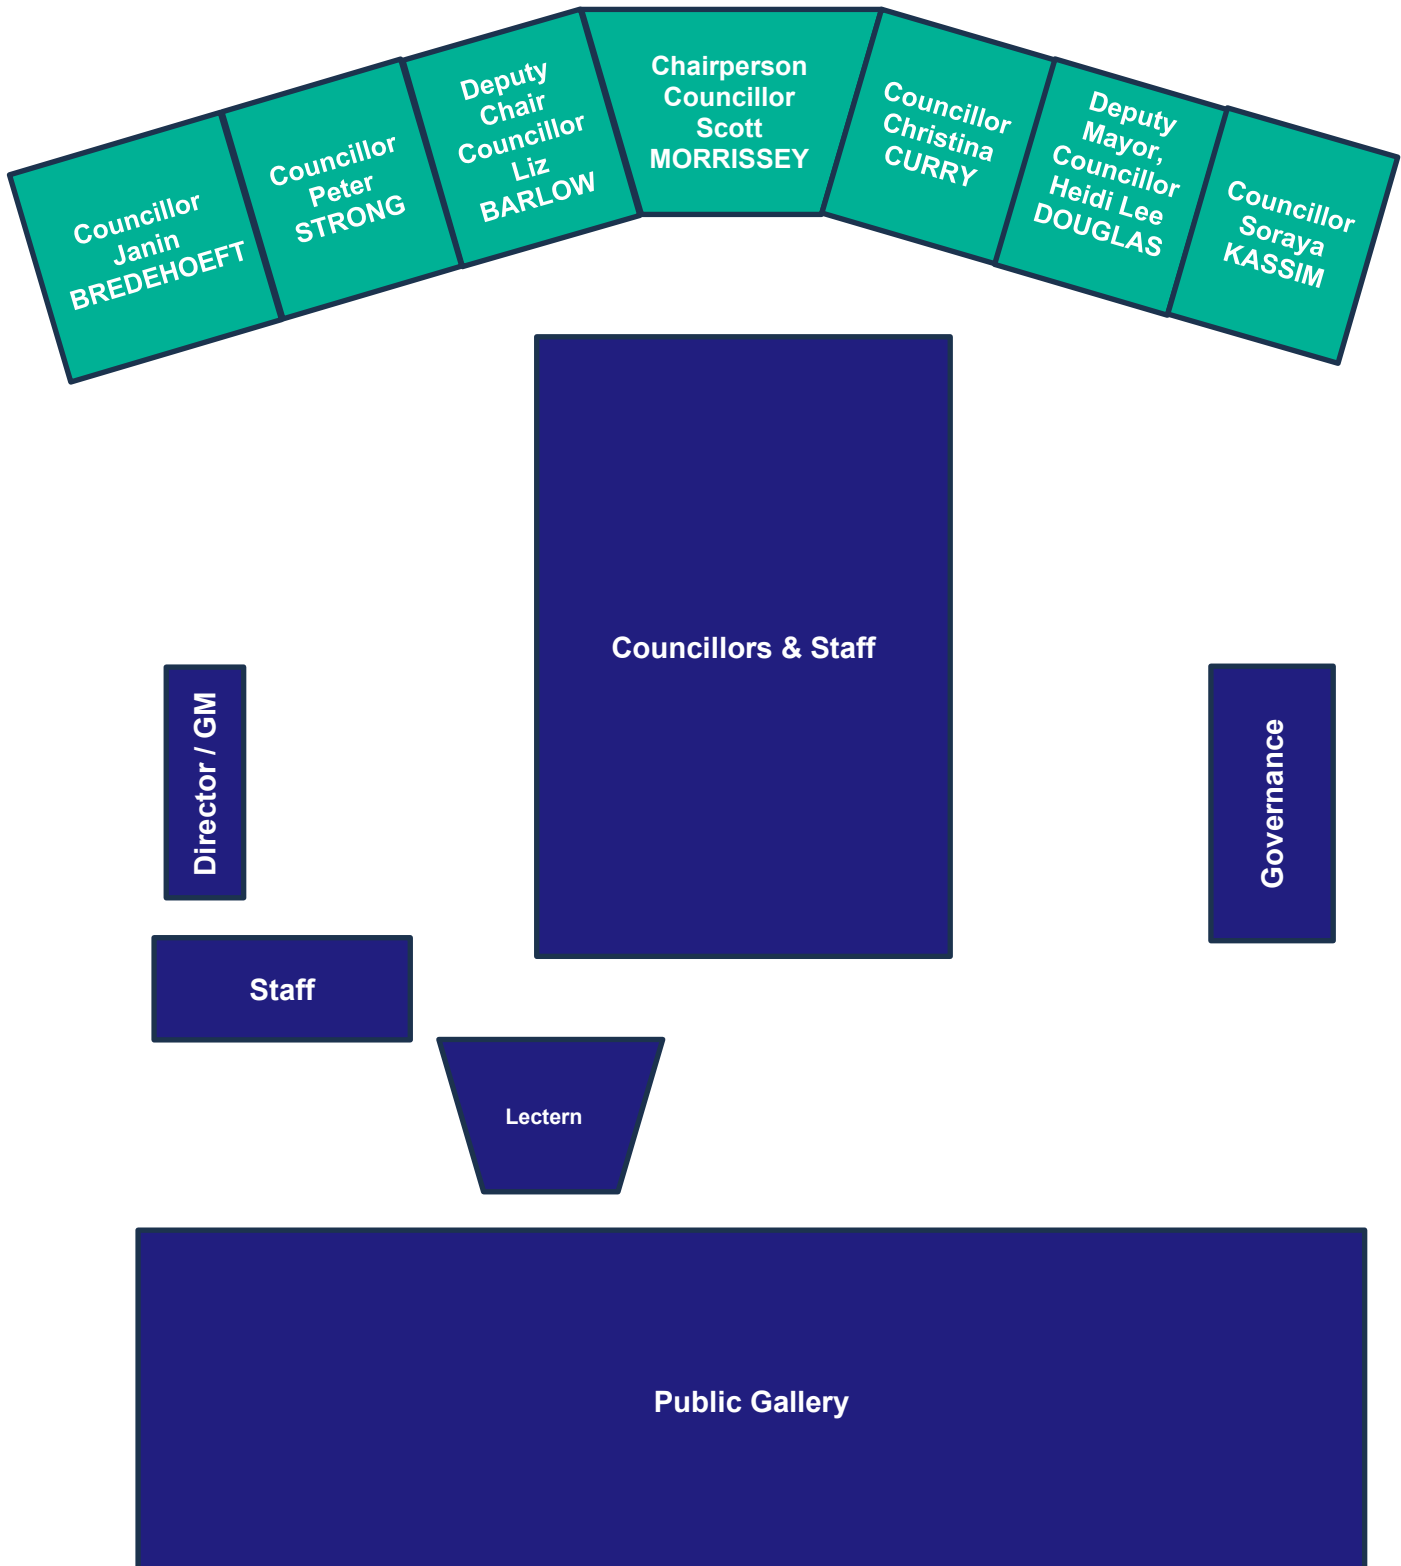 Councillor
Janin
BREDEHOEFT
Councillor
Peter
STRONG
Deputy
Chair
Councillor
Liz
BARLOW
Chairperson
Councillor
Scott
MORRISSEY
Councillor
Christina
CURRY
Deputy
Mayor,
Councillor
Heidi Lee
DOUGLAS
Councillor
Soraya
KASSIM
Councillors & Staff
Director / GM
Governance
Staff
Lectern
Public Gallery